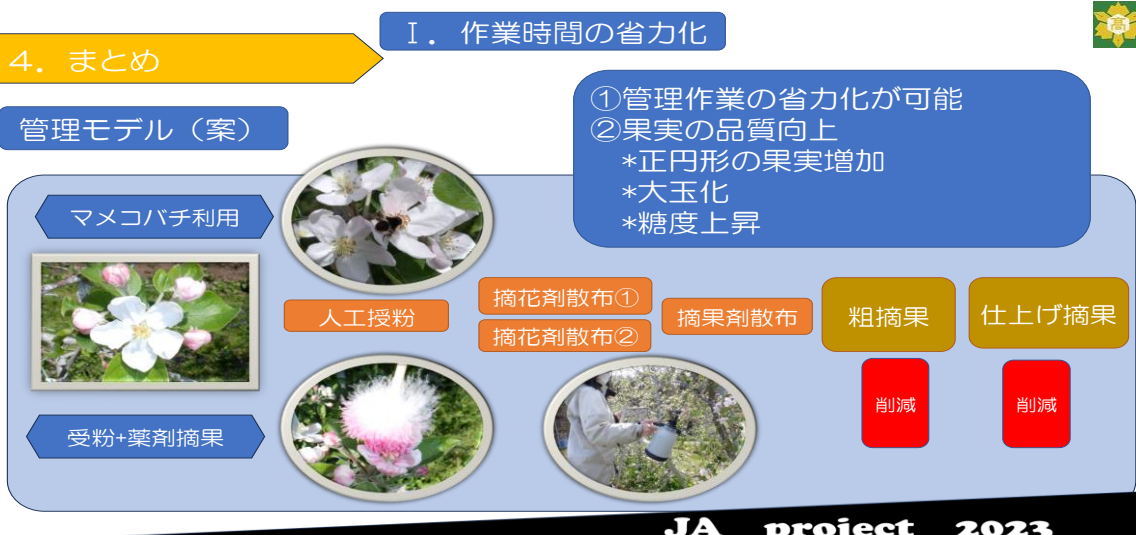 Ⅰ．作業時間の省力化
4．まとめ
管理モデル（案）
①管理作業の省力化が可能
②果実の品質向上
*正円形の果実増加
*大玉化
*糖度上昇
マメコバチ利用
人工授粉
摘花剤散布①
摘花剤散布②
摘果剤散布
粗摘果
仕上げ摘果
削減
削減
受粉+薬剤摘果
JA project 2023
高